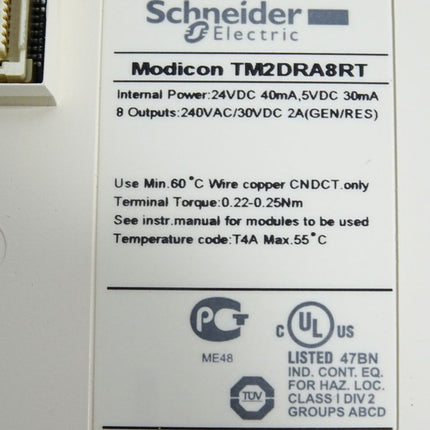 Schneider
Electric
Modicon TM2DRA8RT
Internal Power:24VDC 40mA,5VDC 30mA
8 Outputs:240VAC/30VDC 2A(GEN/RES)
Use Min.60°C Wire copper CNDCT.only
Terminal Torque:0.22-0.25Nm
See instr.manual for modules to be used
Temperature code:T4A Max.55°C
PCT
ME48
C UL US
LISTED 47BN
IND. CONT. EQ.
FOR HAZ. LOC.
CLASS I DIV 2
GROUPS ABCD
TÜV